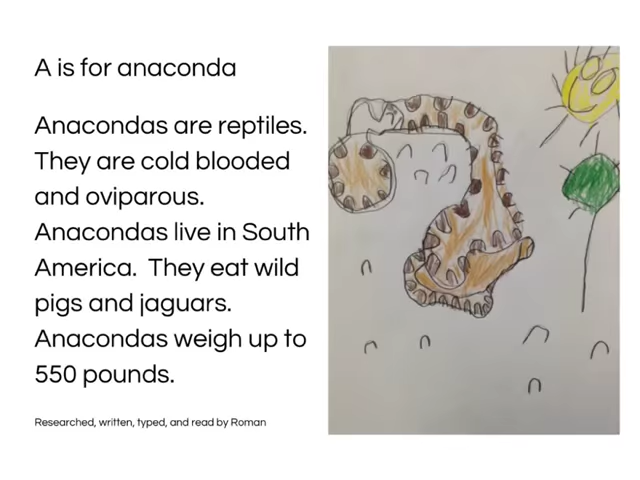 A is for anaconda
Anacondas are reptiles.
They are cold blooded
and oviparous.
Anacondas live in South
America.  They eat wild
pigs and jaguars.
Anacondas weigh up to
550 pounds.
Researched, written, typed, and read by Roman